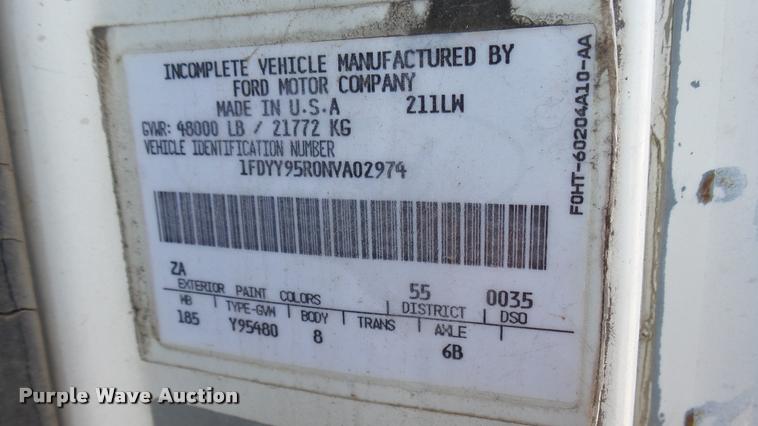 INCOMPLETE VEHICLE MANUFACTURED BY
FORD MOTOR COMPANY
MADE IN U.S.A 211LW
GVWR: 48000 LB / 21772 KG
VEHICLE IDENTIFICATION NUMBER
1FDYY95R0NVA02974
ZA 55 0035
EXTERIOR PAINT COLORS DISTRICT DSO
WB TYPE-GVW BODY TRANS AXLE
185 Y95480 8 6B
F0HT-60204A10-AA
Purple Wave Auction